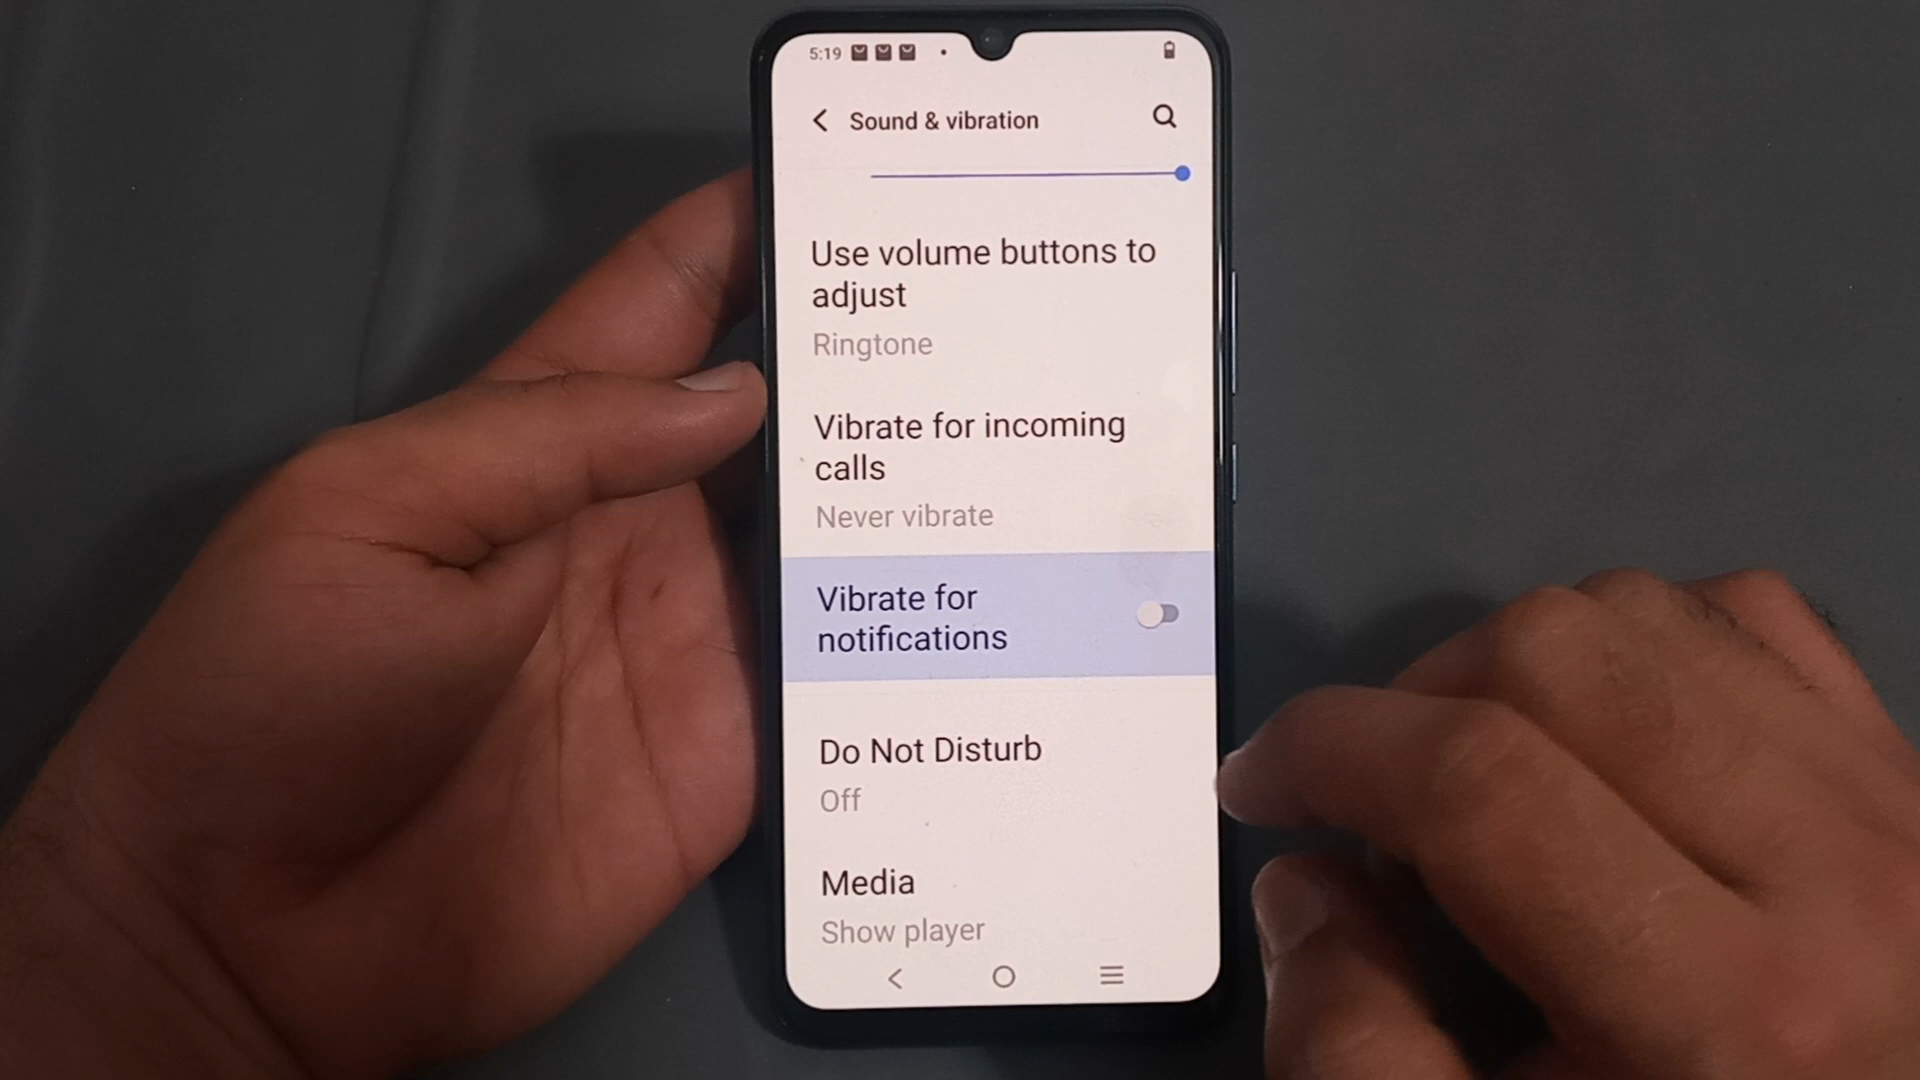 5:19
Sound & vibration
Use volume buttons to
adjust
Ringtone
Vibrate for incoming
calls
Never vibrate
Vibrate for
notifications
Do Not Disturb
Off
Media
Show player